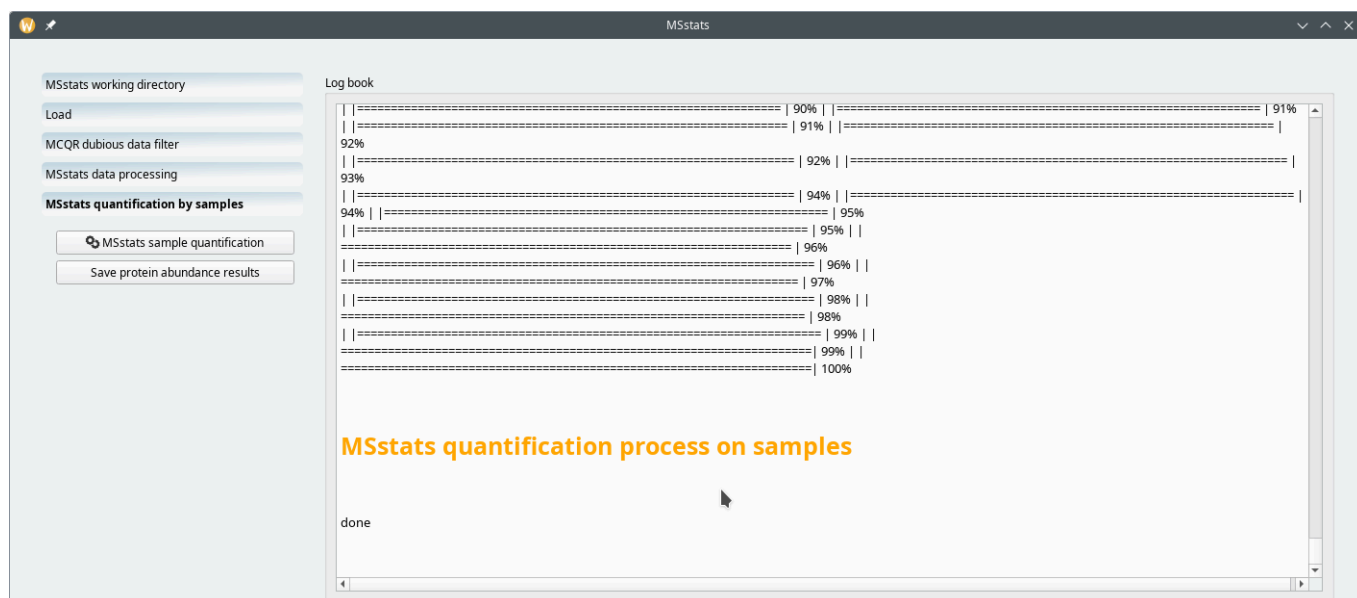 MSstats
MSstats working directory
Load
MCQR dubious data filter
MSstats data processing
MSstats quantification by samples
MSstats sample quantification
Save protein abundance results
Log book
| |================================================================ | 90% | |================================================================ | 91%
| |================================================================= | 91% | |================================================================= |
92%
| |================================================================== | 92% | |================================================================== |
93%
| |================================================================== | 94% | |=================================================================== |
94% | |=================================================================== | 95%
| |==================================================================== | 95% | |
==================================================================== | 96%
| |===================================================================== | 96% | |
===================================================================== | 97%
| |===================================================================== | 98% | |
====================================================================== | 98%
| |====================================================================== | 99% | |
=======================================================================| 99% | |
=======================================================================| 100%
MSstats quantification process on samples
done